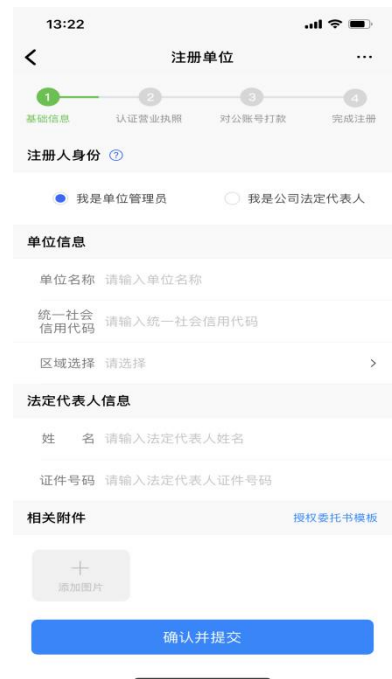 13:22
注册单位
1 2 3 4
基础信息 认证营业执照 对公账号打款 完成注册
注册人身份 ?
我是单位管理员 我是公司法定代表人
单位信息
单位名称 请输入单位名称
统一社会
信用代码 请输入统一社会信用代码
区域选择 请选择
法定代表人信息
姓 名 请输入法定代表人姓名
证件号码 请输入法定代表人证件号码
相关附件 授权委托书模板
添加图片
确认并提交